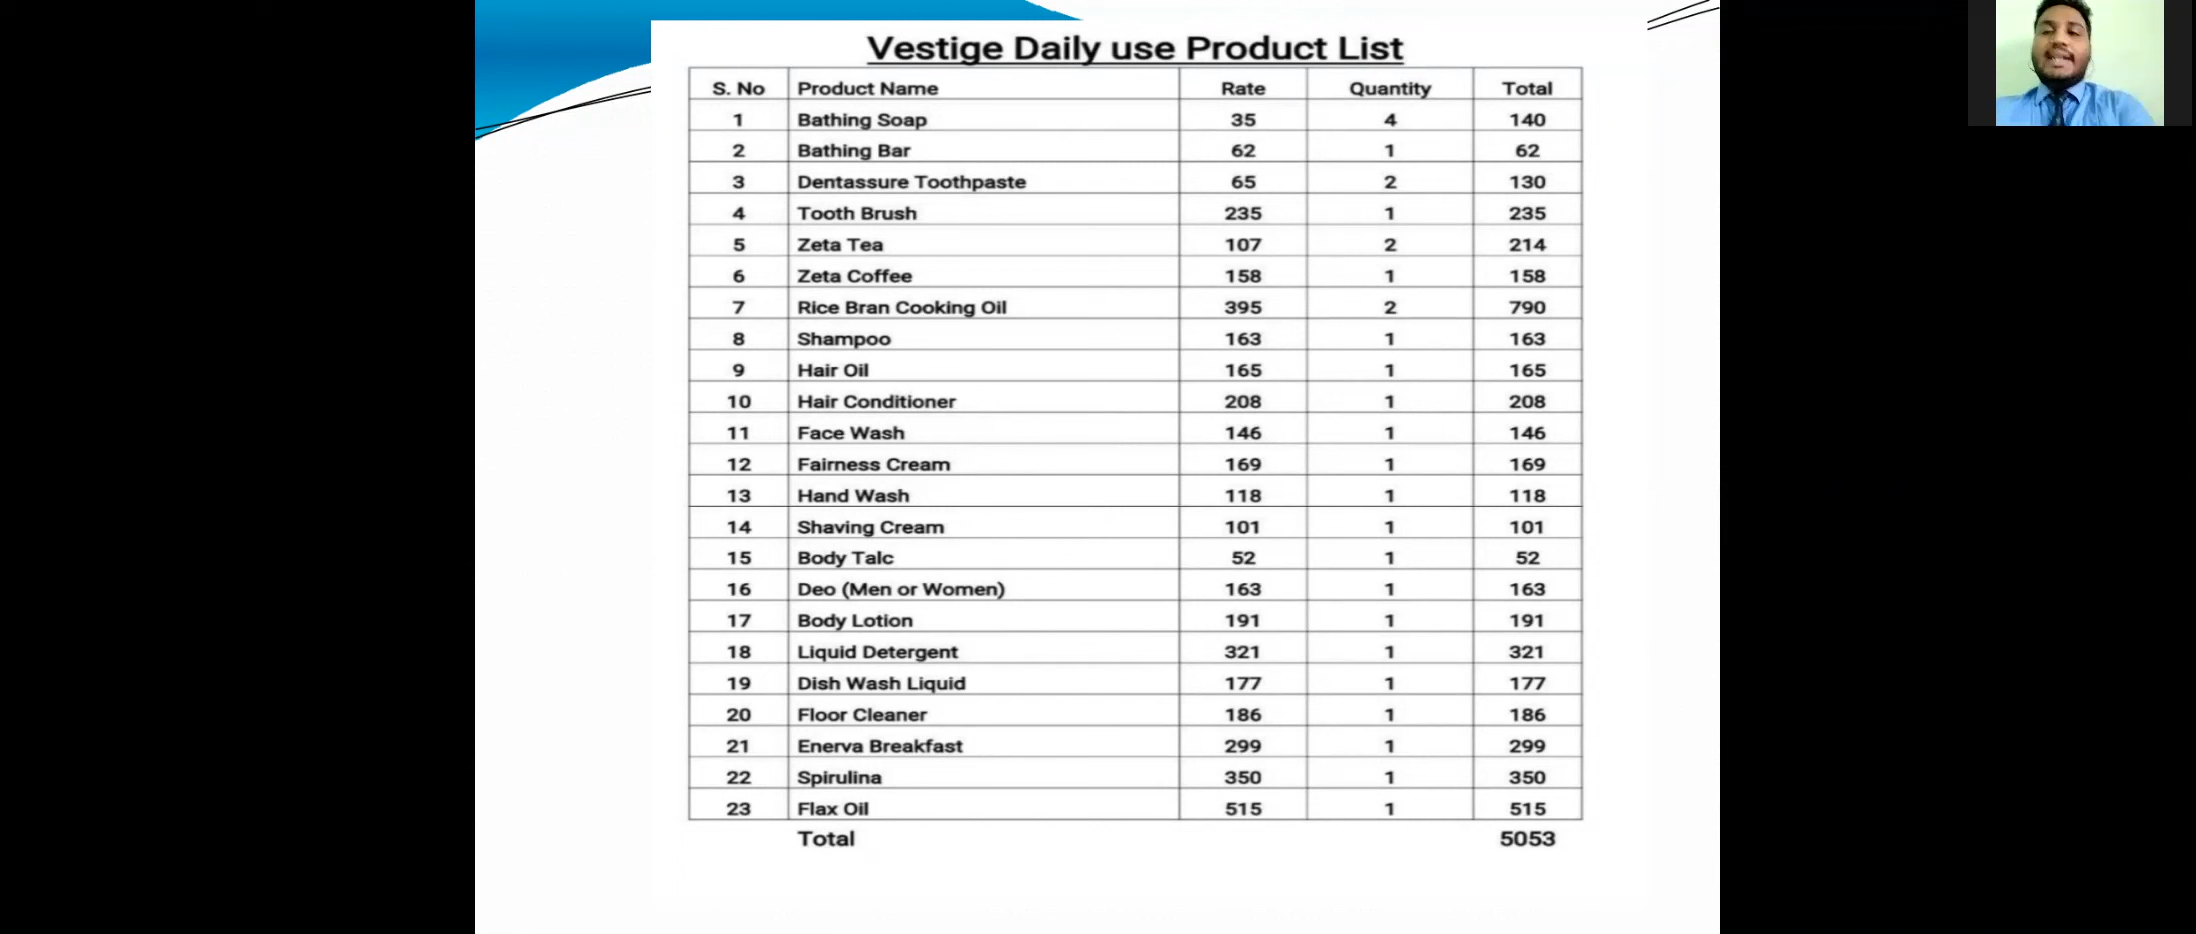 Vestige Daily use Product List
S. No Product Name Rate Quantity Total
1 Bathing Soap 35 4 140
2 Bathing Bar 62 1 62
3 Dentassure Toothpaste 65 2 130
4 Tooth Brush 235 1 235
5 Zeta Tea 107 2 214
6 Zeta Coffee 158 1 158
7 Rice Bran Cooking Oil 395 2 790
8 Shampoo 163 1 163
9 Hair Oil 165 1 165
10 Hair Conditioner 208 1 208
11 Face Wash 146 1 146
12 Fairness Cream 169 1 169
13 Hand Wash 118 1 118
14 Shaving Cream 101 1 101
15 Body Talc 52 1 52
16 Deo (Men or Women) 163 1 163
17 Body Lotion 191 1 191
18 Liquid Detergent 321 1 321
19 Dish Wash Liquid 177 1 177
20 Floor Cleaner 186 1 186
21 Enerva Breakfast 299 1 299
22 Spirulina 350 1 350
23 Flax Oil 515 1 515
Total 5053